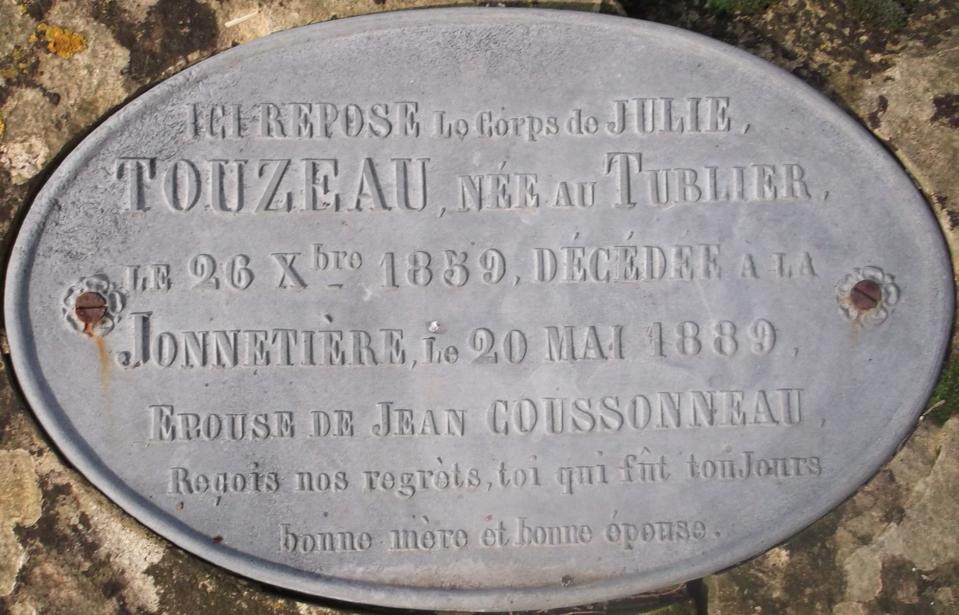 ICI REPOSE Le Corps de JULIE,
TOUZEAU, NÉE AU TUBLIER,
LE 26 Xbre 1859, DÉCÉDÉE À LA
JONNETIÈRE, Le 20 MAI 1889,
EPOUSE DE JEAN COUSSONNEAU,
Reçois nos regrèts, toi qui fût touJours
bonne mère et bonne épouse.